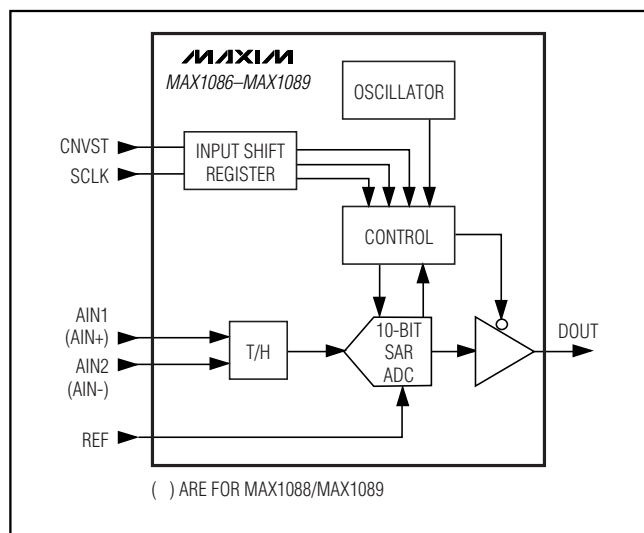 MAXIM
MAX1086–MAX1089
OSCILLATOR
CNVST
SCLK
INPUT SHIFT
REGISTER
CONTROL
AIN1
(AIN+)
AIN2
(AIN-)
T/H
10-BIT
SAR
ADC
DOUT
REF
( ) ARE FOR MAX1088/MAX1089